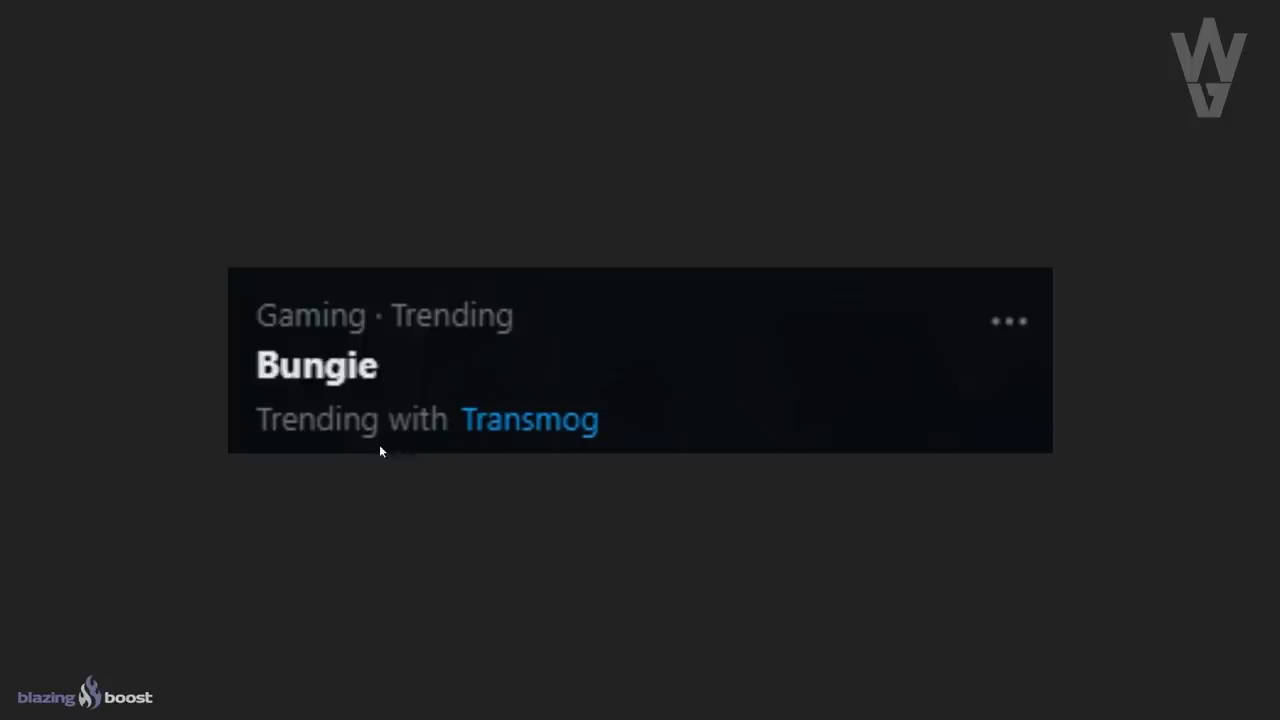 Gaming · Trending
Bungie
Trending with Transmog
blazing boost